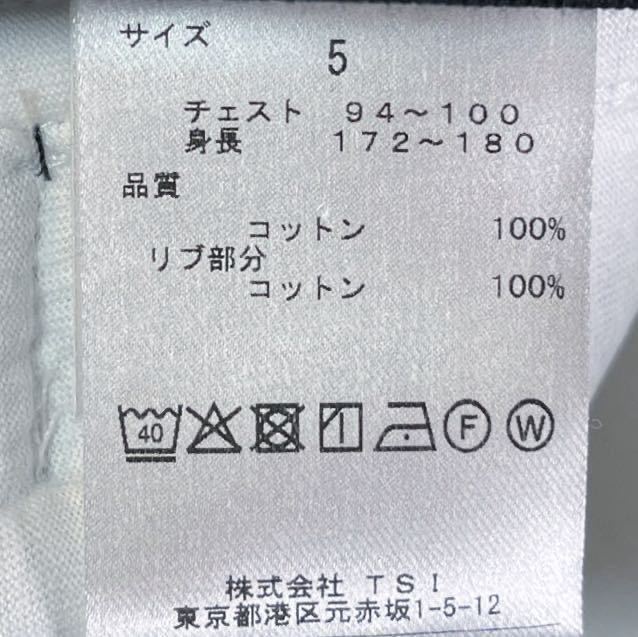 サイズ 5
チェスト 94～100
身長 172～180
品質
コットン 100%
リブ部分
コットン 100%
40 F W
株式会社 TSI
東京都港区元赤坂1-5-12